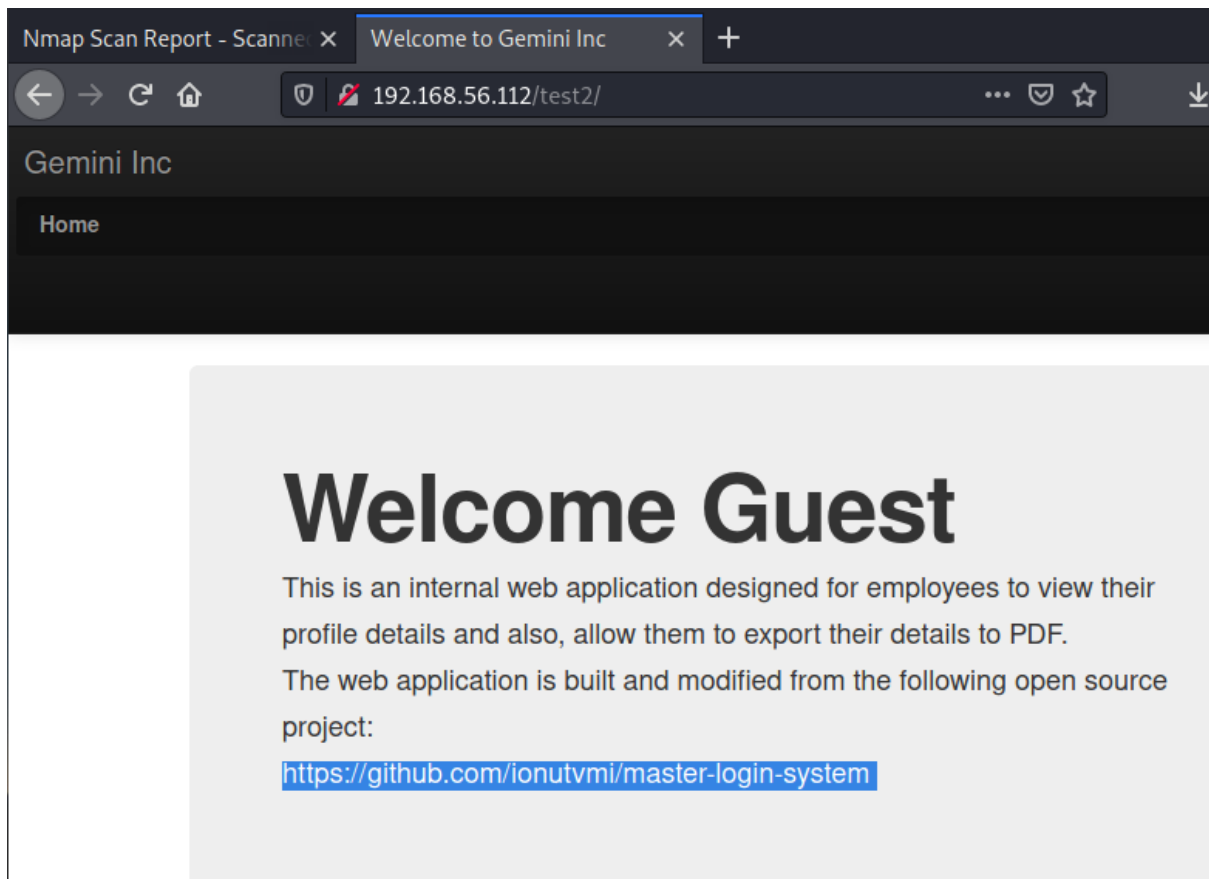 Nmap Scan Report - Scanne
Welcome to Gemini Inc
192.168.56.112/test2/
Gemini Inc
Home
Welcome Guest
This is an internal web application designed for employees to view their
profile details and also, allow them to export their details to PDF.
The web application is built and modified from the following open source
project:
https://github.com/ionutvmi/master-login-system